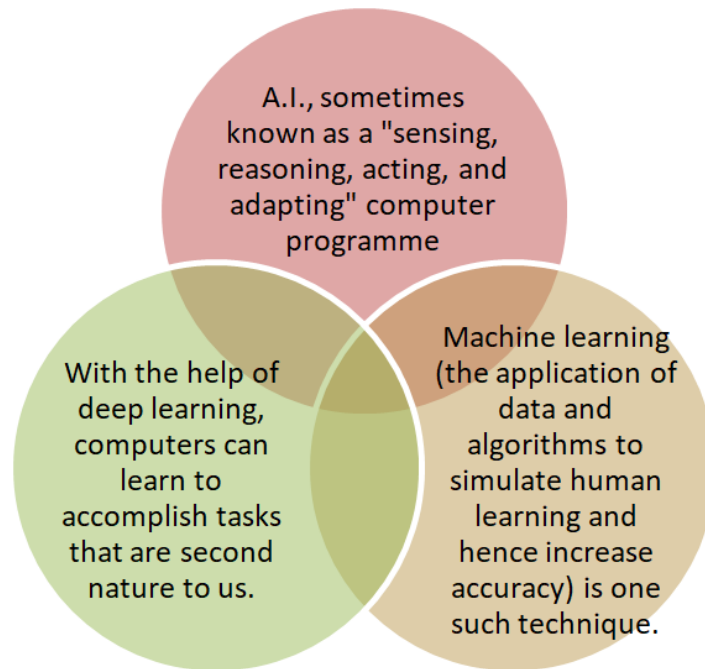 A.I., sometimes
known as a "sensing,
reasoning, acting, and
adapting" computer
programme
With the help of
deep learning,
computers can
learn to
accomplish tasks
that are second
nature to us.
Machine learning
(the application of
data and
algorithms to
simulate human
learning and
hence increase
accuracy) is one
such technique.